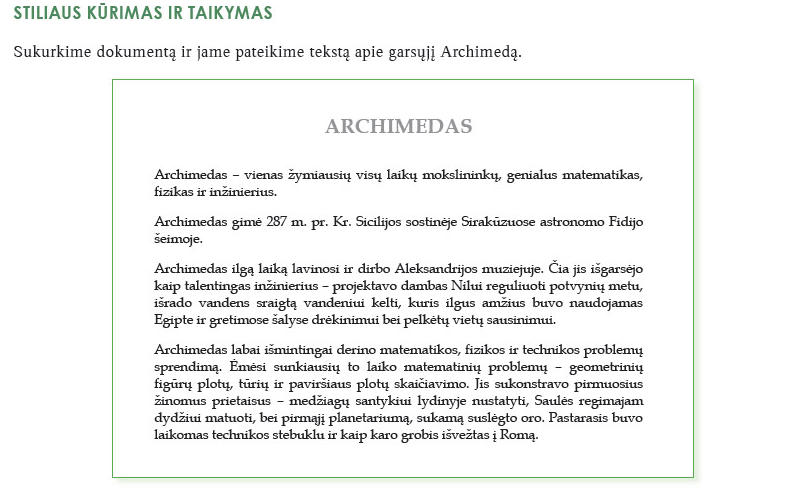 STILIAUS KŪRIMAS IR TAIKYMAS
Sukurkime dokumentą ir jame pateikime tekstą apie garsųjį Archimedą.
ARCHIMEDAS
Archimedas – vienas žymiausių visų laikų mokslininkų, genialus matematikas,
fizikas ir inžinierius.
Archimedas gimė 287 m. pr. Kr. Sicilijos sostinėje Sirakūzuose astronomo Fidijo
šeimoje.
Archimedas ilgą laiką lavinosi ir dirbo Aleksandrijos muziejuje. Čia jis išgarsėjo
kaip talentingas inžinierius – projektavo dambas Nilui reguliuoti potvynių metu,
išrado vandens sraigtą vandeniui kelti, kuris ilgus amžius buvo naudojamas
Egipte ir gretimose šalyse drėkinimui bei pelkėtų vietų sausinimui.
Archimedas labai išmintingai derino matematikos, fizikos ir technikos problemų
sprendimą. Ėmėsi sunkiausių to laiko matematinių problemų – geometrinių
figūrų plotų, tūrių ir paviršiaus plotų skaičiavimo. Jis sukonstravo pirmuosius
žinomus prietaisus – medžiagų santykiui lydinyje nustatyti, Saulės regimajam
dydžiui matuoti, bei pirmąjį planetariumą, sukamą suslėgto oro. Pastarasis buvo
laikomas technikos stebuklu ir kaip karo grobis išvežtas į Romą.